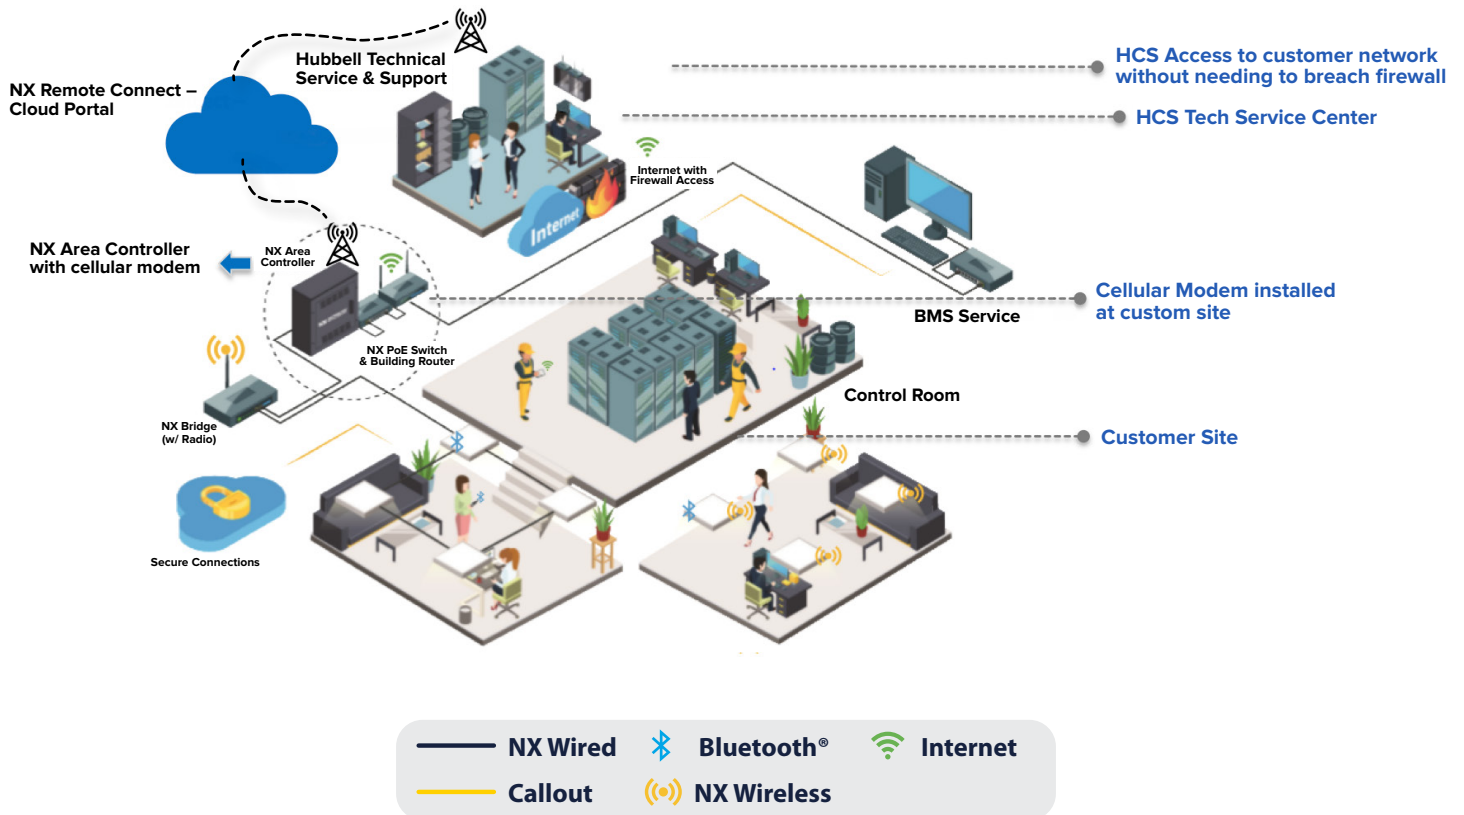 Hubbell Technical
Service & Support
NX Remote Connect –
Cloud Portal
HCS Access to customer network
without needing to breach firewall
HCS Tech Service Center
Internet with
Firewall Access
Internet
NX Area Controller
with cellular modem
NX Area
Controller
Cellular Modem installed
at custom site
BMS Service
NX PoE Switch
& Building Router
Control Room
NX Bridge
(w/ Radio)
Customer Site
Secure Connections
NX Wired
Bluetooth®
Internet
Callout
NX Wireless